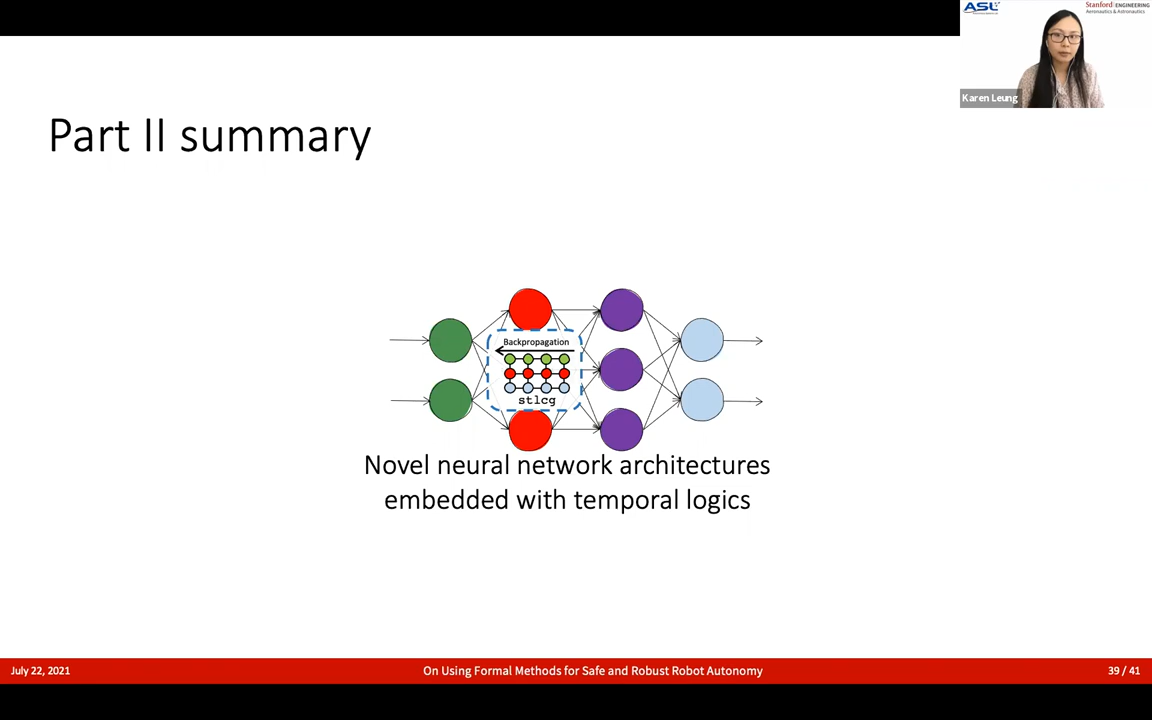 ASL
Stanford | ENGINEERING
Aeronautics & Astronautics
Karen Leung
Part II summary
Backpropagation
stlcg
Novel neural network architectures
embedded with temporal logics
July 22, 2021
On Using Formal Methods for Safe and Robust Robot Autonomy
39 / 41